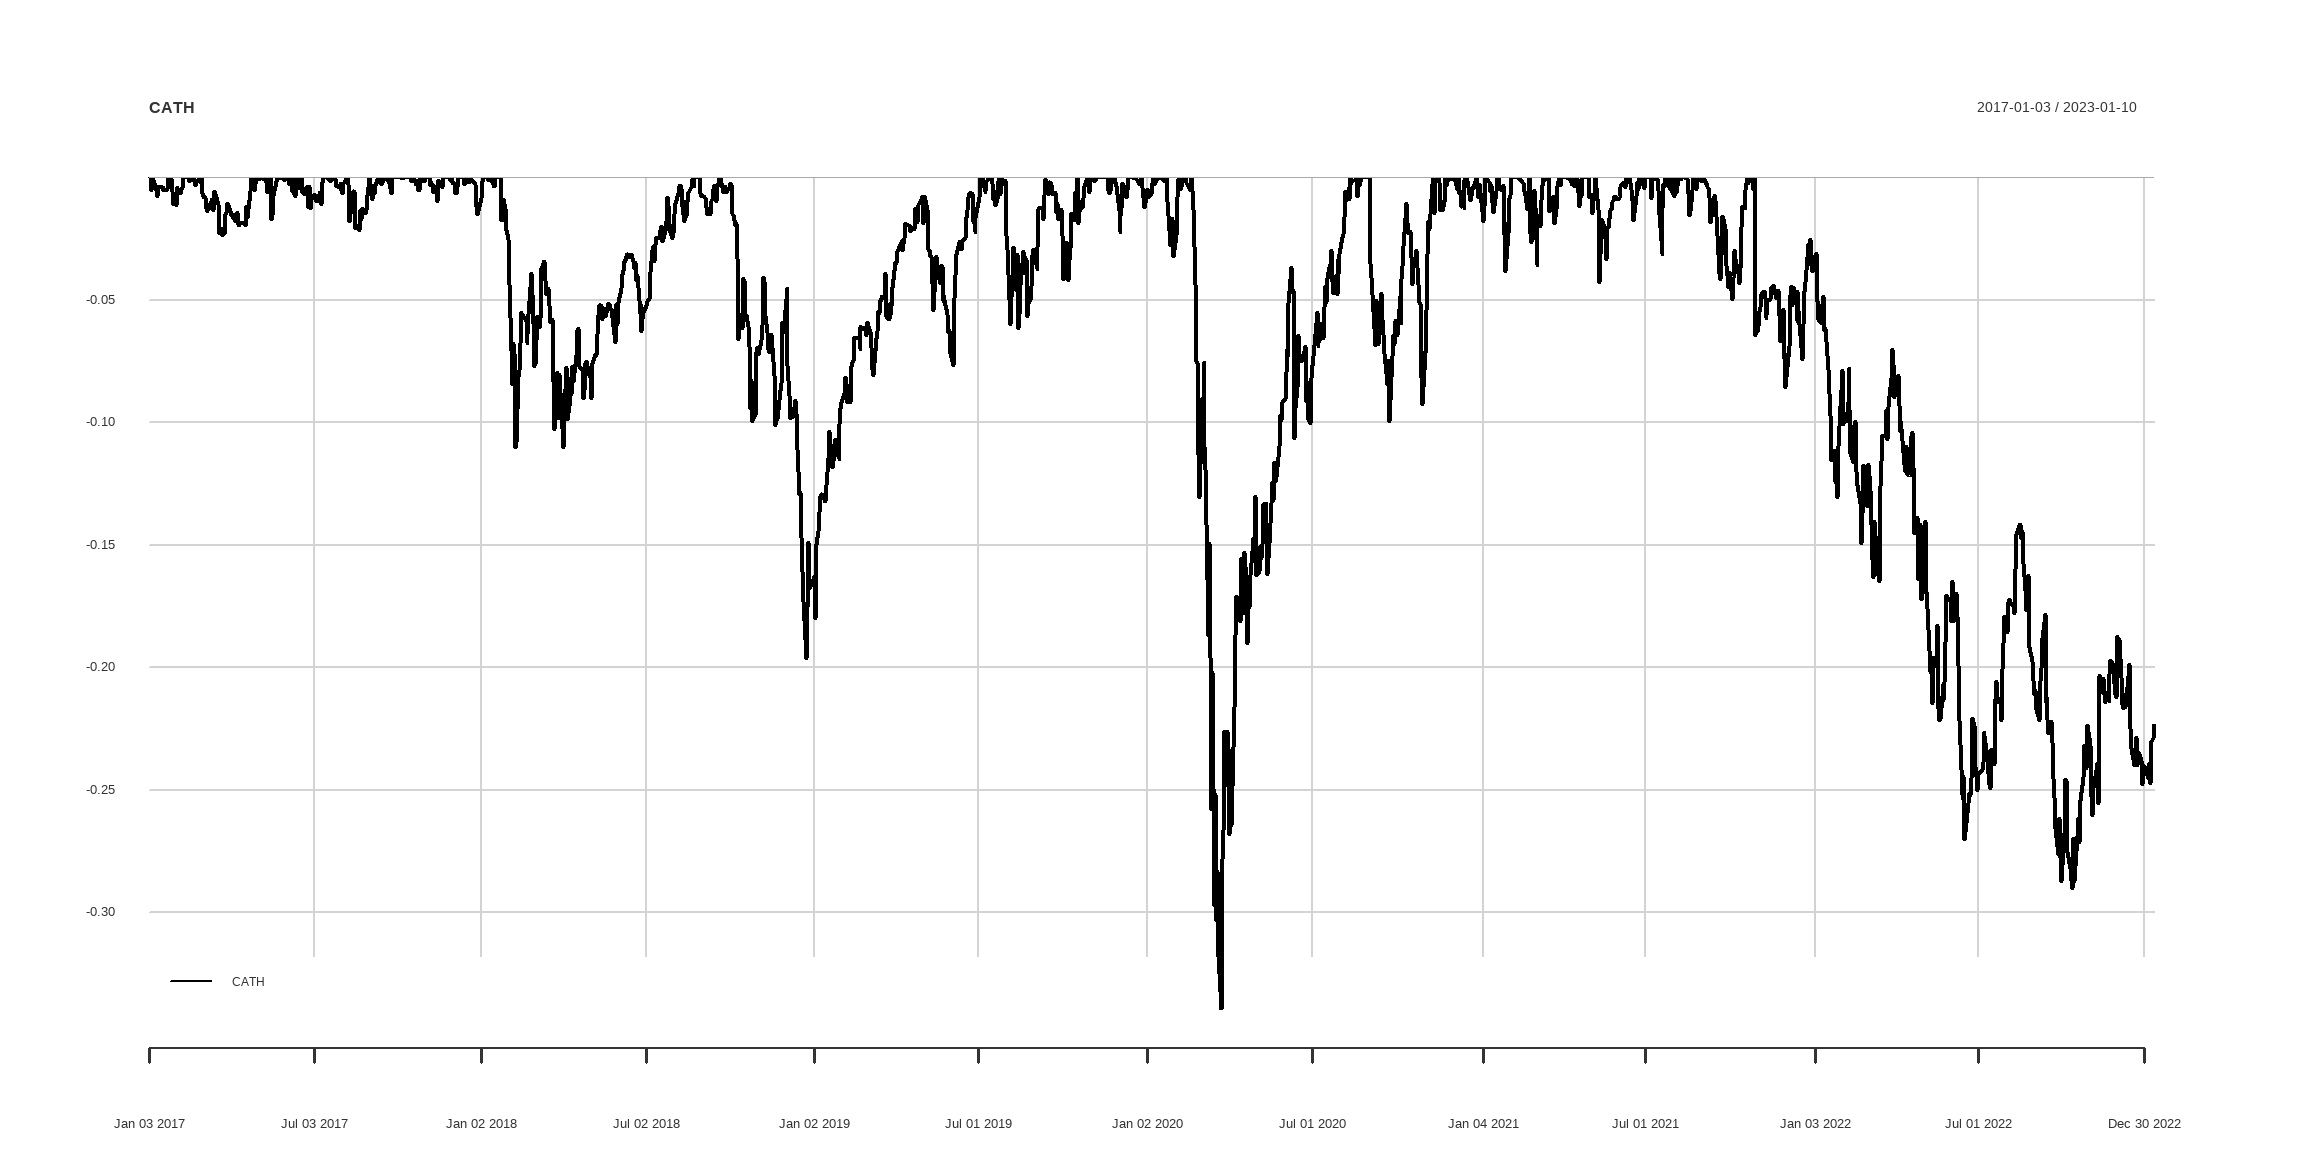 CATH
2017-01-03 / 2023-01-10
-0.05
-0.10
-0.15
-0.20
-0.25
-0.30
CATH
Jan 03 2017
Jul 03 2017
Jan 02 2018
Jul 02 2018
Jan 02 2019
Jul 01 2019
Jan 02 2020
Jul 01 2020
Jan 04 2021
Jul 01 2021
Jan 03 2022
Jul 01 2022
Dec 30 2022